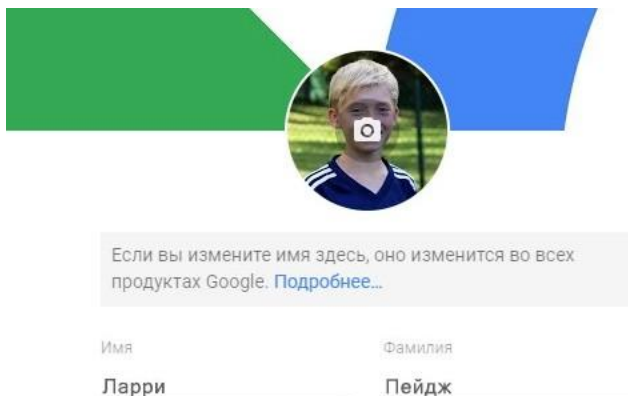 Если вы измените имя здесь, оно изменится во всех
продуктах Google. Подробнее...
Имя Фамилия
Ларри Пейдж